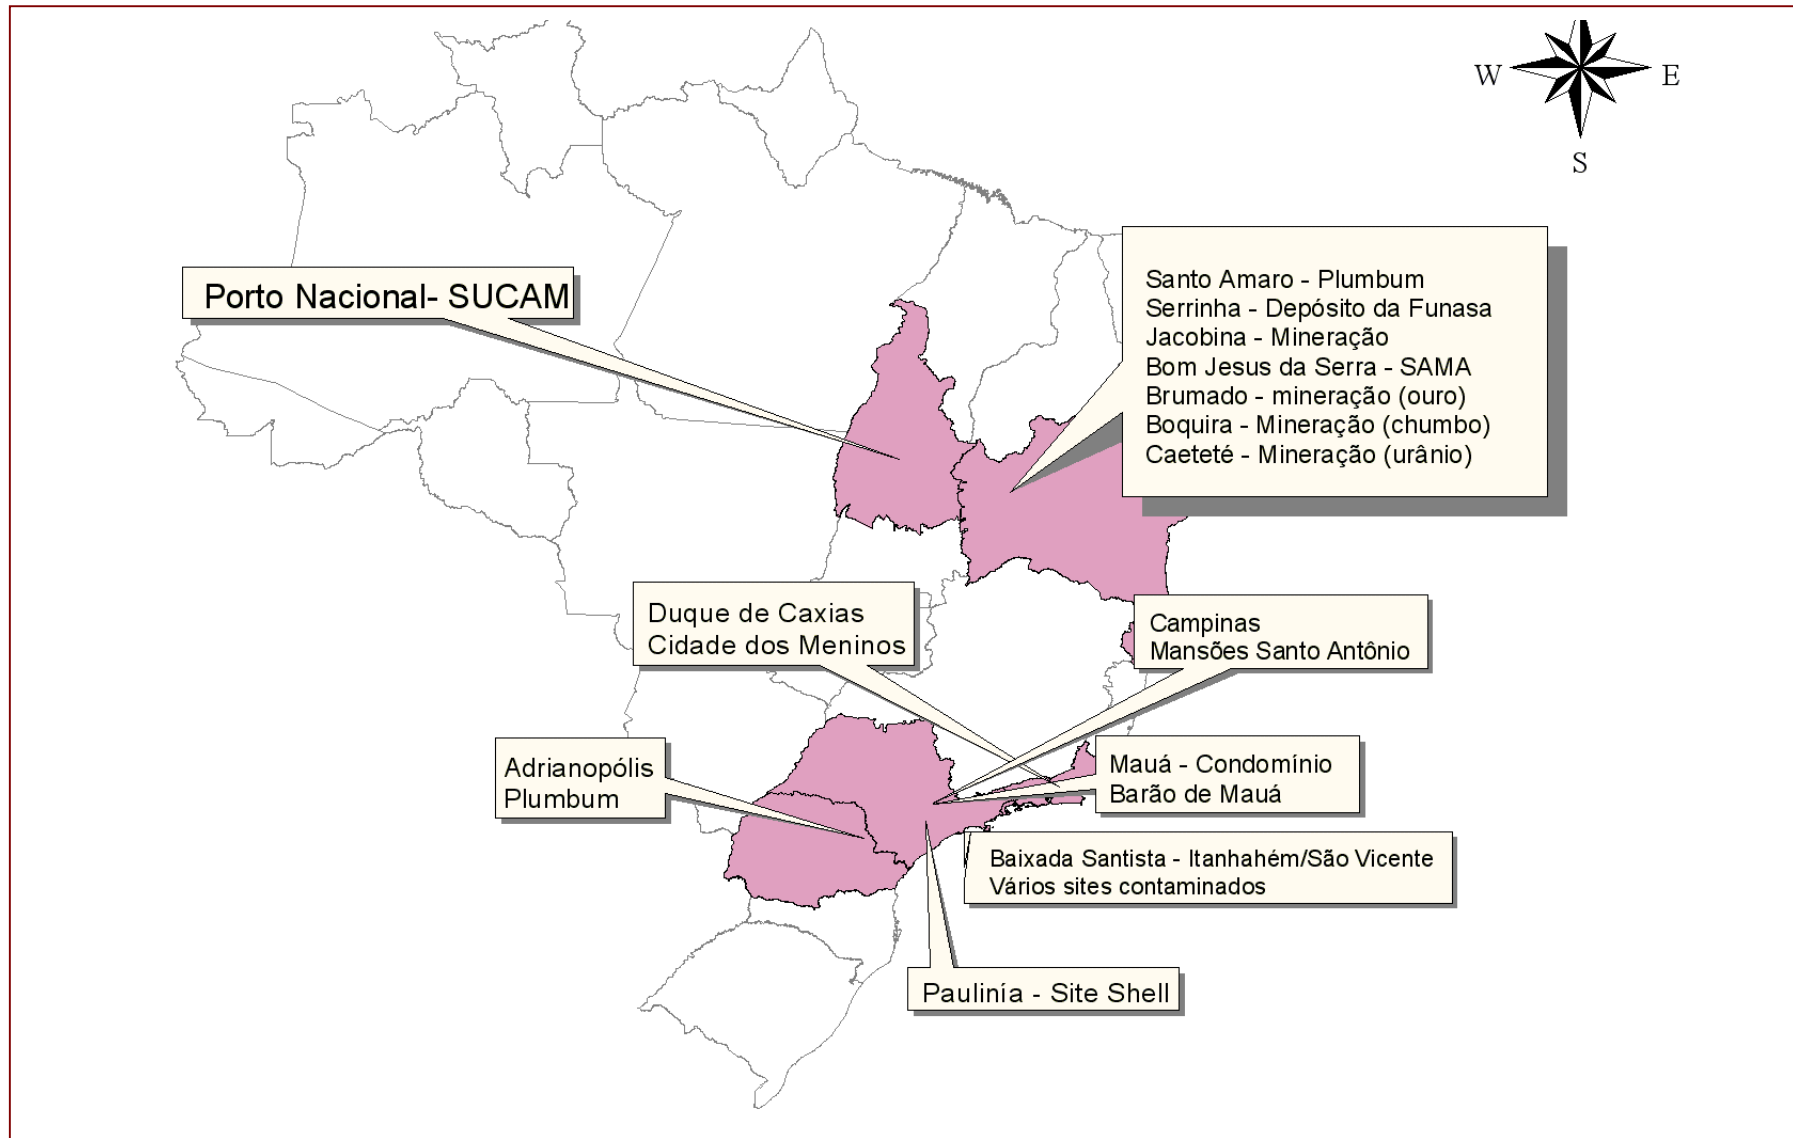 W
E
S
Porto Nacional- SUCAM
Santo Amaro - Plumbum
Serrinha - Depósito da Funasa
Jacobina - Mineração
Bom Jesus da Serra - SAMA
Brumado - mineração (ouro)
Boquira - Mineração (chumbo)
Caeteté - Mineração (urânio)
Duque de Caxias
Cidade dos Meninos
Campinas
Mansões Santo Antônio
Adrianopólis
Plumbum
Mauá - Condomínio
Barão de Mauá
Baixada Santista - Itanhahém/São Vicente
Vários sites contaminados
Paulinía - Site Shell